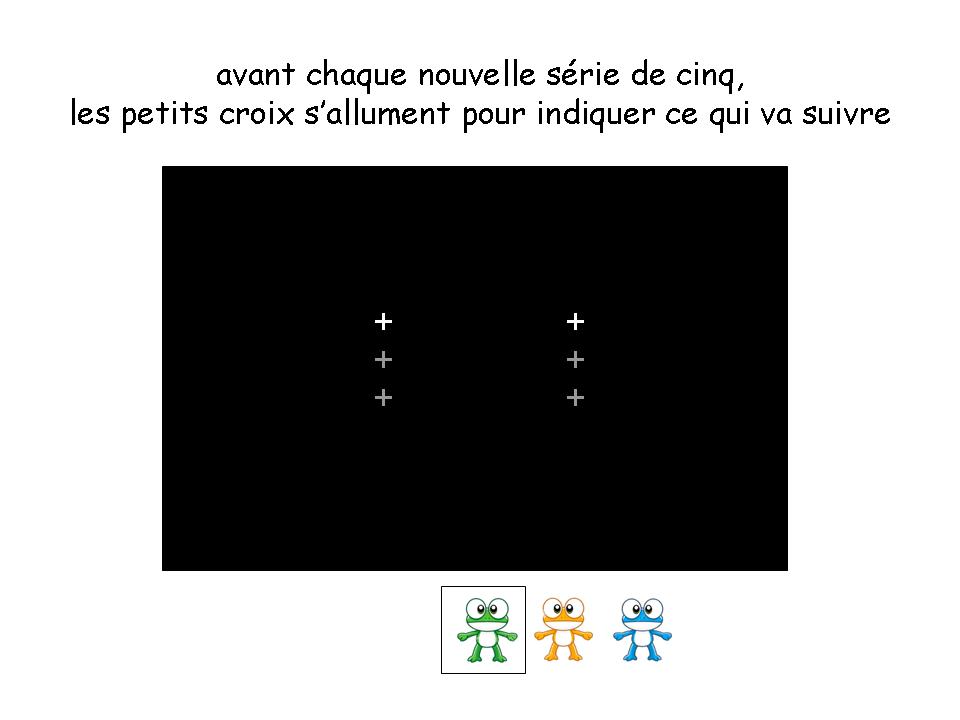 avant chaque nouvelle série de cinq,
les petits croix s'allument pour indiquer ce qui va suivre
+ +
+ +
+ +